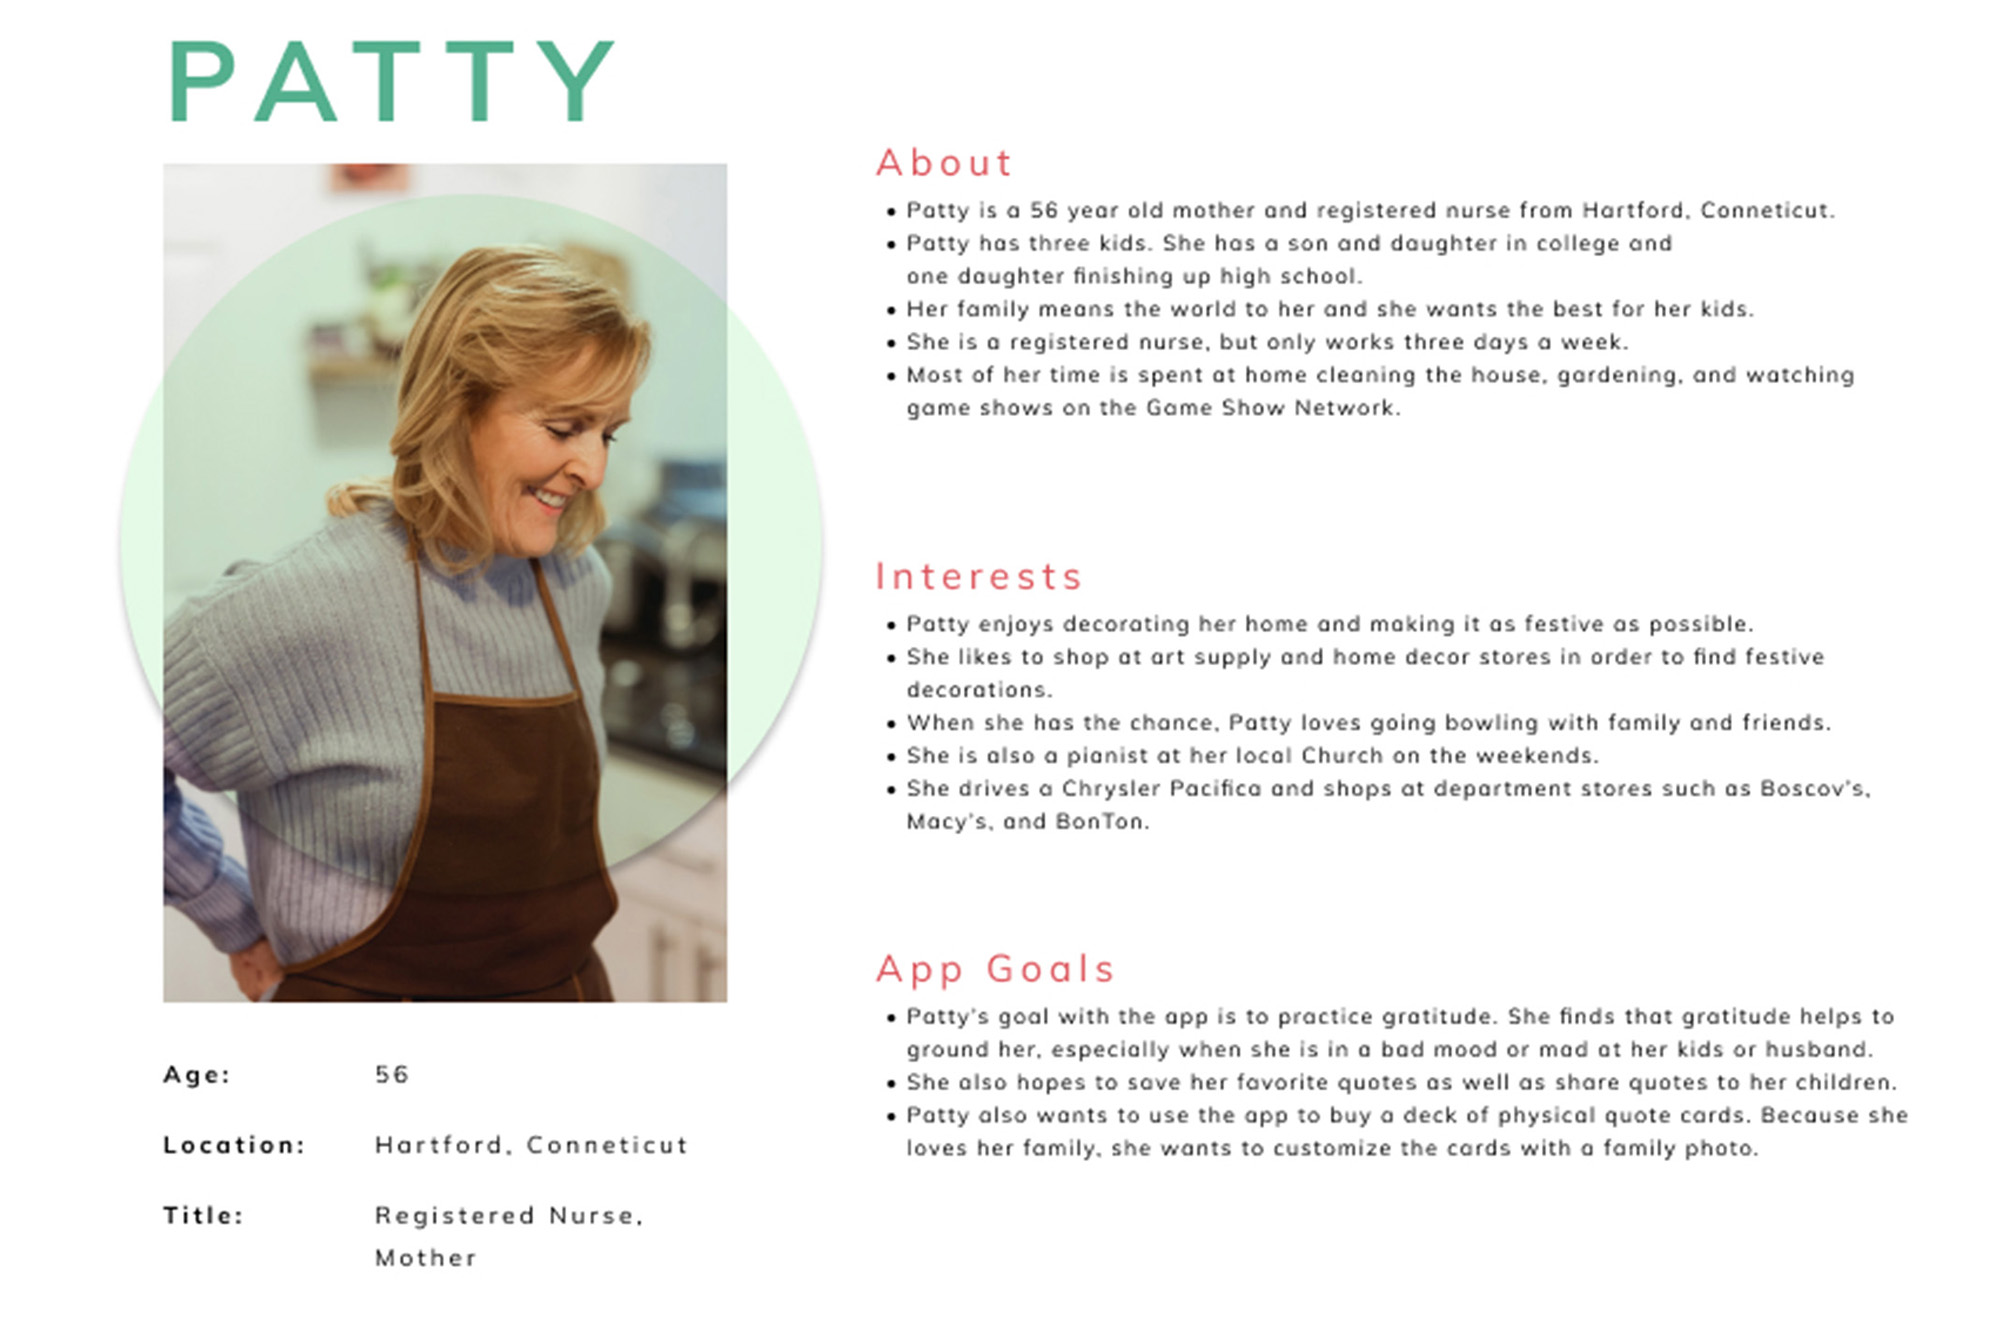 PATTY
About
• Patty is a 56 year old mother and registered nurse from Hartford, Conneticut.
• Patty has three kids. She has a son and daughter in college and
one daughter finishing up high school.
• Her family means the world to her and she wants the best for her kids.
• She is a registered nurse, but only works three days a week.
• Most of her time is spent at home cleaning the house, gardening, and watching
game shows on the Game Show Network.
Interests
• Patty enjoys decorating her home and making it as festive as possible.
• She likes to shop at art supply and home decor stores in order to find festive
decorations.
• When she has the chance, Patty loves going bowling with family and friends.
• She is also a pianist at her local Church on the weekends.
• She drives a Chrysler Pacifica and shops at department stores such as Boscov's,
Macy's, and BonTon.
App Goals
• Patty's goal with the app is to practice gratitude. She finds that gratitude helps to
ground her, especially when she is in a bad mood or mad at her kids or husband.
• She also hopes to save her favorite quotes as well as share quotes to her children.
• Patty also wants to use the app to buy a deck of physical quote cards. Because she
loves her family, she wants to customize the cards with a family photo.
Age: 56
Location: Hartford, Conneticut
Title: Registered Nurse,
Mother